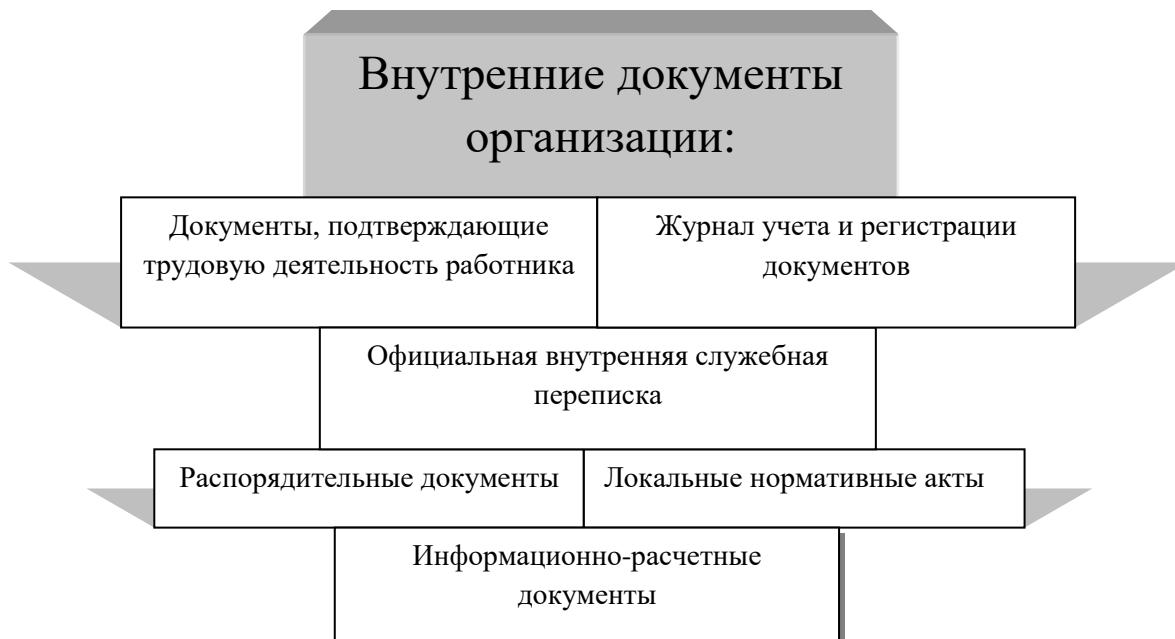 Внутренние документы
организации:
Документы, подтверждающие
трудовую деятельность работника
Журнал учета и регистрации
документов
Официальная внутренняя служебная
переписка
Распорядительные документы
Локальные нормативные акты
Информационно-расчетные
документы